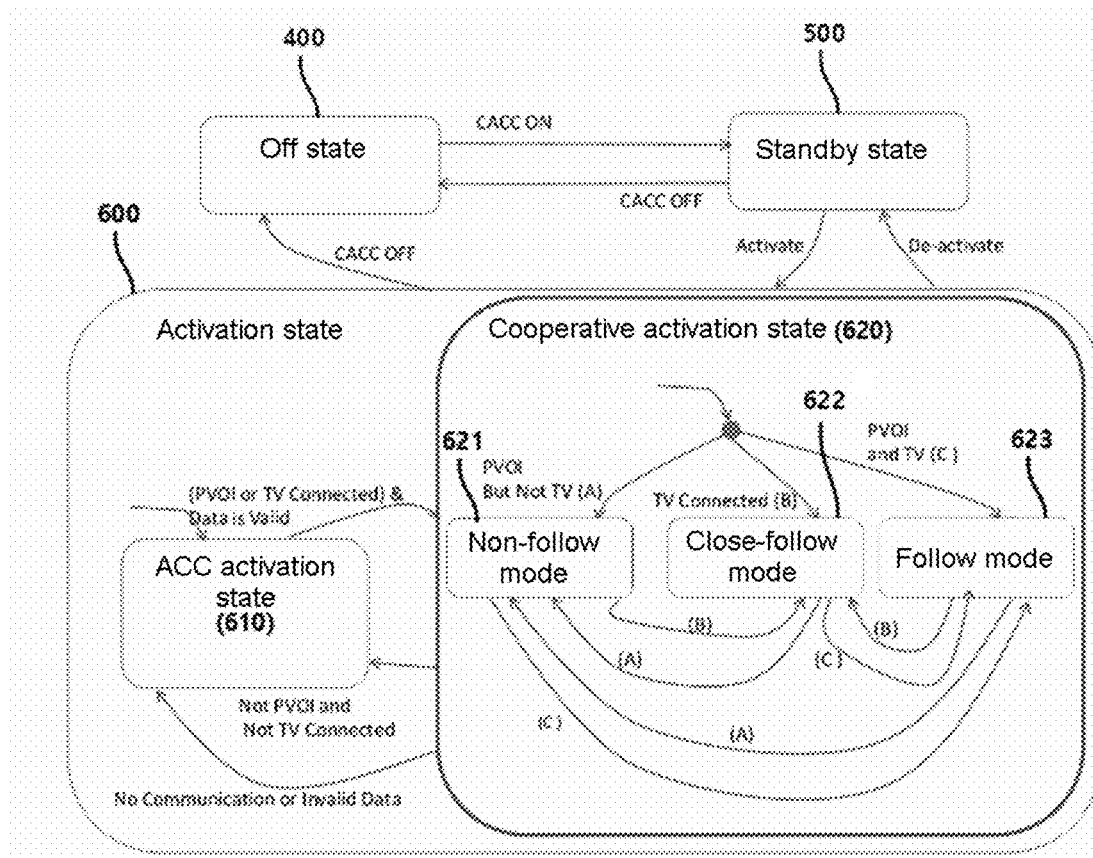 400
500
CACC ON
Off state
Standby state
CACC OFF
600
CACC OFF
Activate
De-activate
Activation state
Cooperative activation state (620)
622
621
PVOI
and TV (C)
623
PVOI
But Not TV (A)
(PVOI or TV Connected) &
Data is Valid
TV Connected (B)
Non-follow
mode
Close-follow
mode
Follow mode
ACC activation
state
(610)
(B)
(B)
(A)
(C)
Not PVOI and
Not TV Connected
(C)
(A)
No Communication or Invalid Data